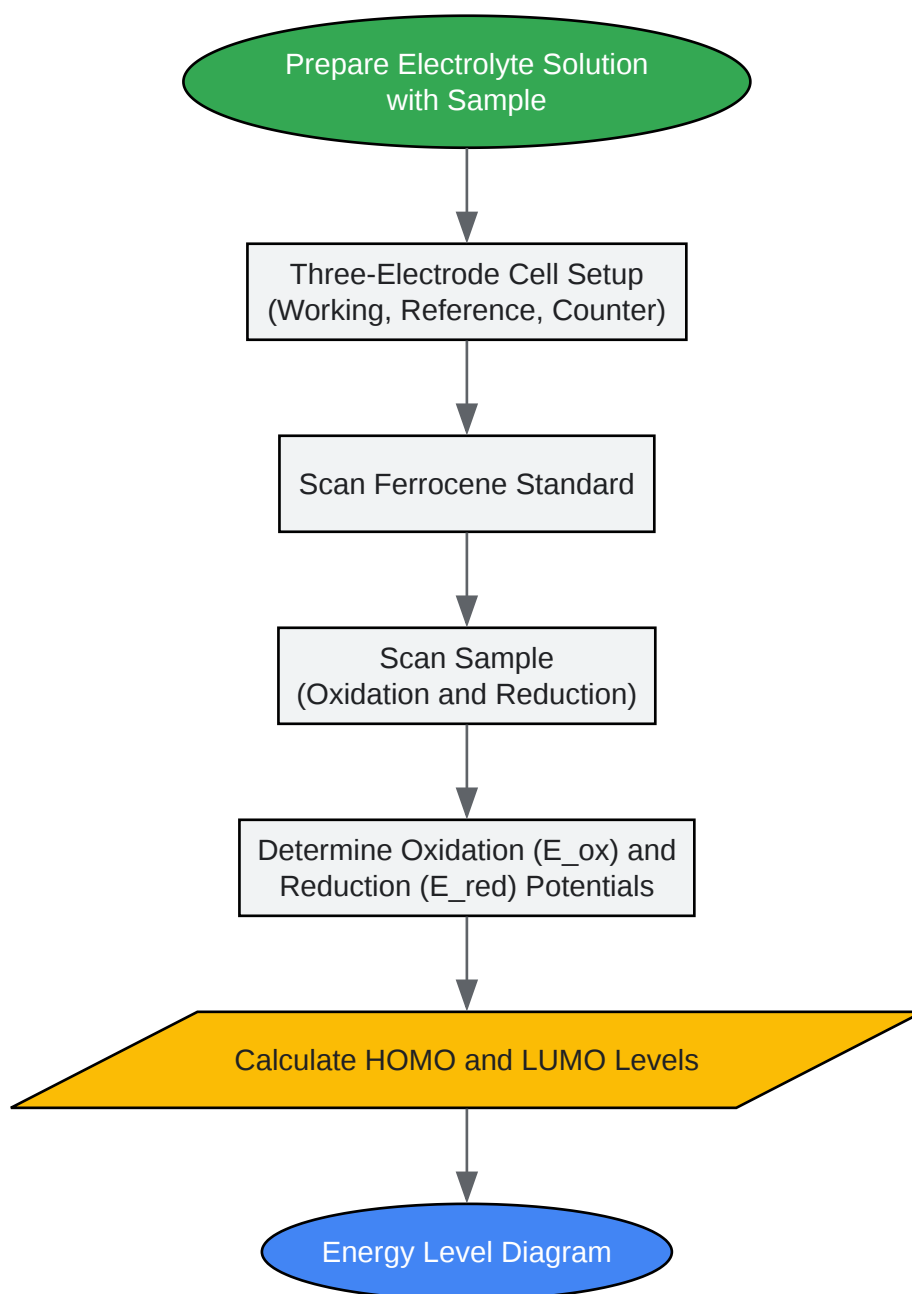 Prepare Electrolyte Solution
with Sample
Three-Electrode Cell Setup
(Working, Reference, Counter)
Scan Ferrocene Standard
Scan Sample
(Oxidation and Reduction)
Determine Oxidation (E_ox) and
Reduction (E_red) Potentials
Calculate HOMO and LUMO Levels
Energy Level Diagram